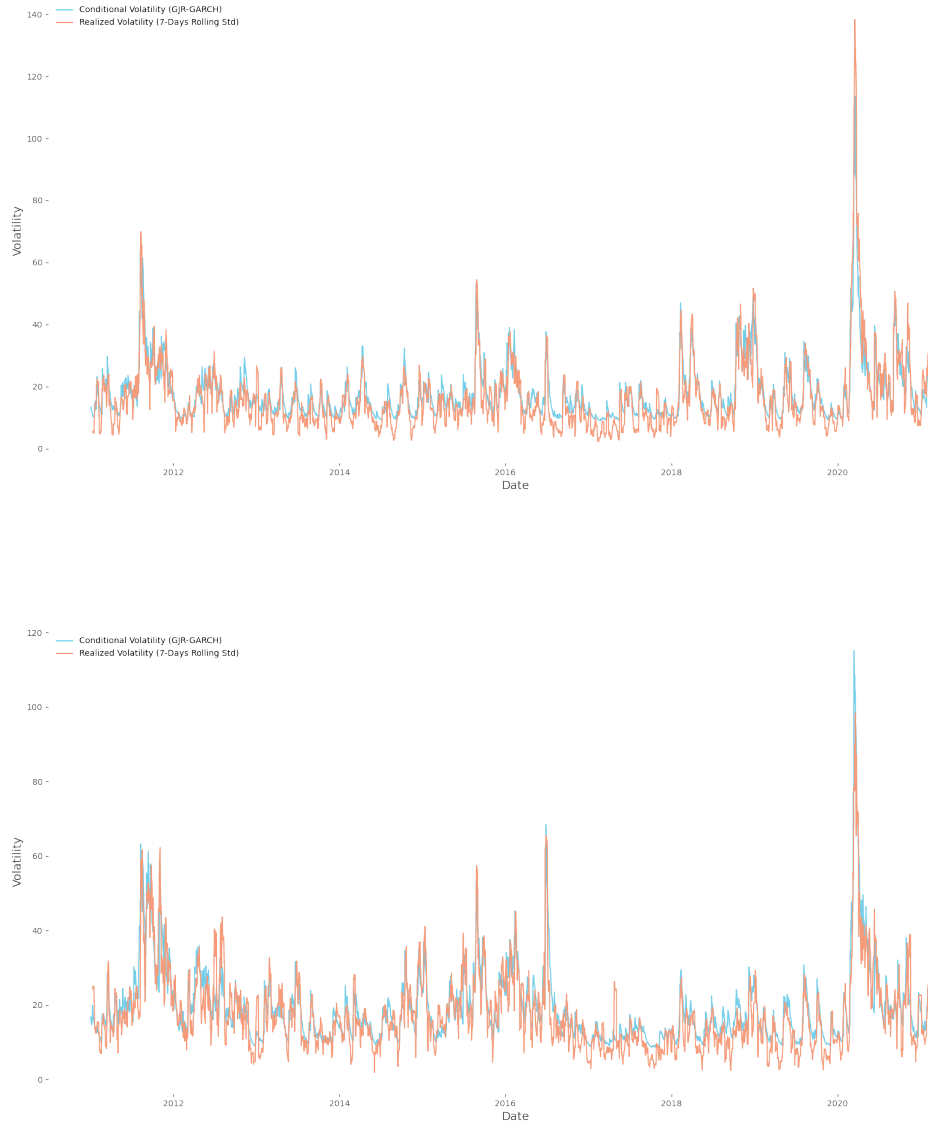 140
Conditional Volatility (GJR-GARCH)
Realized Volatility (7-Days Rolling Std)
120
100
80
60
40
20
0
Volatility
2012 2014 2016 2018 2020
Date
120
Conditional Volatility (GJR-GARCH)
Realized Volatility (7-Days Rolling Std)
100
80
60
40
20
0
Volatility
2012 2014 2016 2018 2020
Date